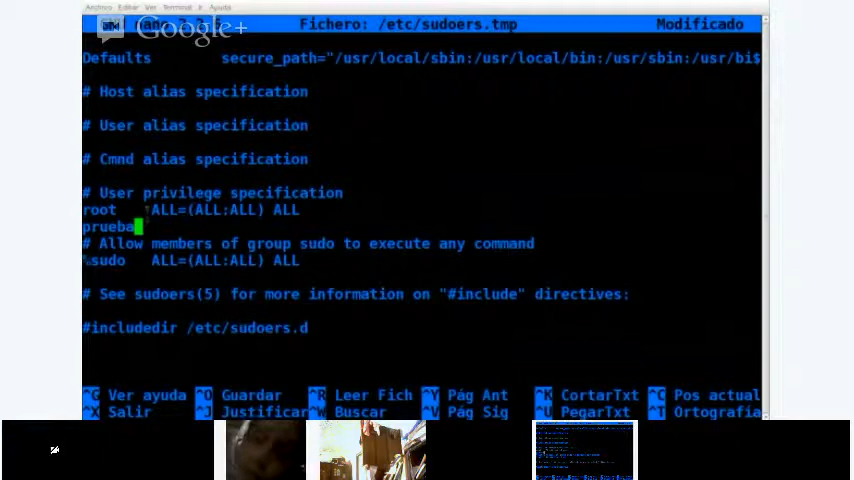 Archivo Editar Ver Terminal Ir Ayuda
Fichero: /etc/sudoers.tmp Modificado
Google+
Defaults secure_path="/usr/local/sbin:/usr/local/bin:/usr/sbin:/usr/bi$
# Host alias specification
# User alias specification
# Cmnd alias specification
# User privilege specification
root ALL=(ALL:ALL) ALL
prueba
# Allow members of group sudo to execute any command
%sudo ALL=(ALL:ALL) ALL
# See sudoers(5) for more information on "#include" directives:
#includedir /etc/sudoers.d
^G Ver ayuda ^O Guardar ^R Leer Fich ^Y Pág Ant ^K CortarTxt ^C Pos actual
^X Salir ^J Justificar ^W Buscar ^V Pág Sig ^U PegarTxt ^T Ortografía